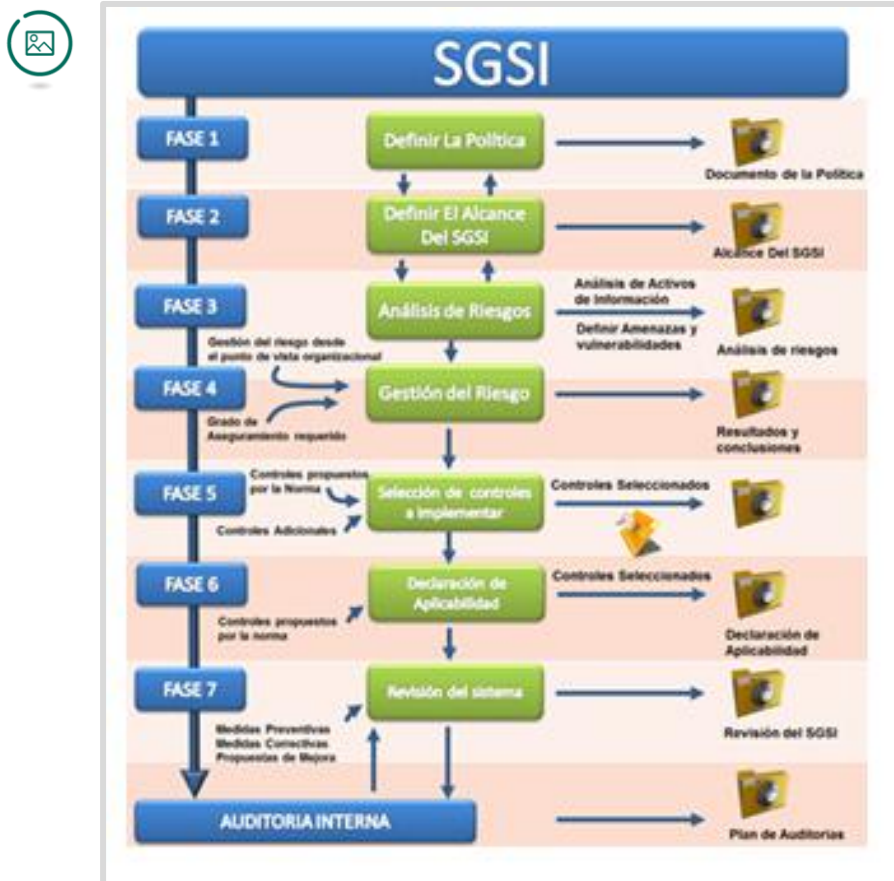 SGSI
FASE 1
Definir La Política
Documento de la Política
FASE 2
Definir El Alcance
Del SGSI
Alcance Del SGSI
FASE 3
Análisis de Riesgos
Análisis de Activos
de Información
Definir Amenazas y
vulnerabilidades
Análisis de riesgos
Gestión del riesgo desde
el punto de vista organizacional
FASE 4
Gestión del Riesgo
Grado de
Aseguramiento requerido
Resultados y
conclusiones
FASE 5
Controles propuestos
por la Norma
Controles Adicionales
Selección de controles
a implementar
Controles Seleccionados
FASE 6
Controles propuestos
por la norma
Declaración de
Aplicabilidad
Controles Seleccionados
Declaración de
Aplicabilidad
FASE 7
Revisión del sistema
Medidas Preventivas
Medidas Correctivas
Propuestas de Mejora
Revisión del SGSI
AUDITORIA INTERNA
Plan de Auditorias